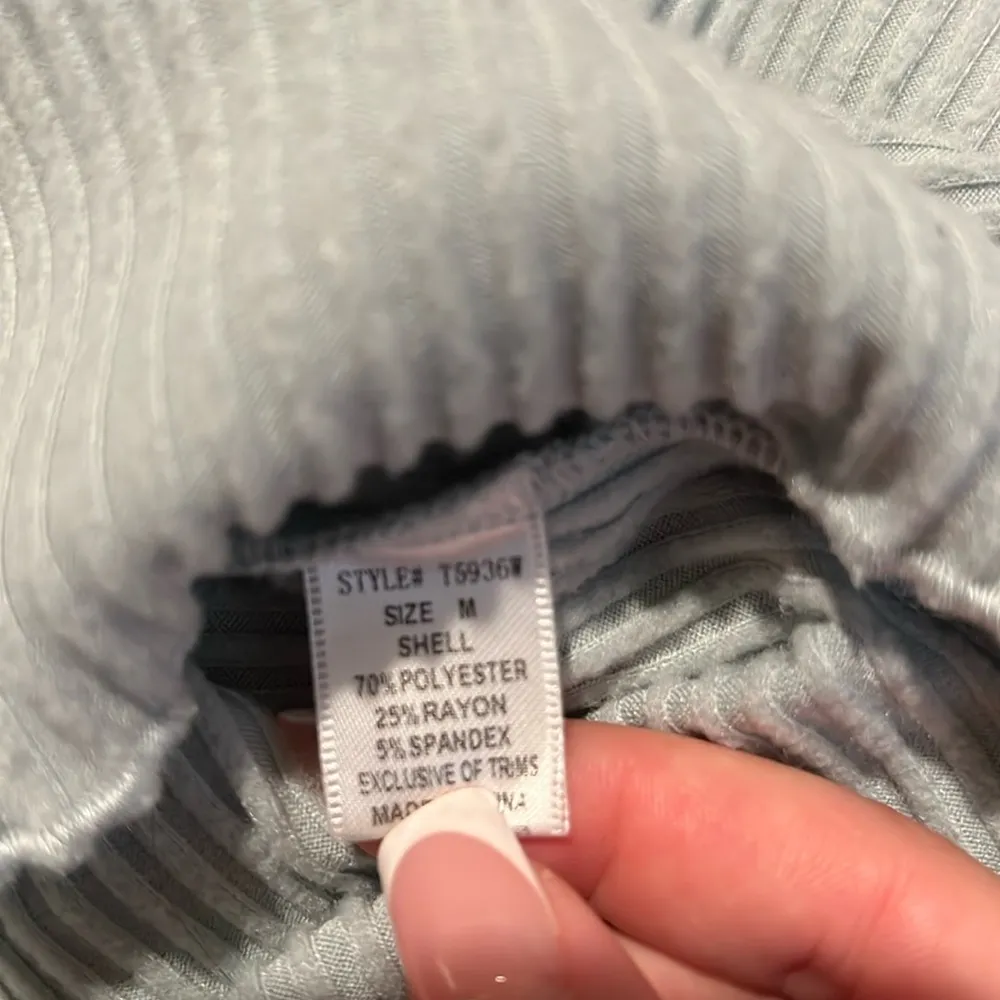 STYLE# T5936W
SIZE M
SHELL
70% POLYESTER
25% RAYON
5% SPANDEX
EXCLUSIVE OF TRIMS